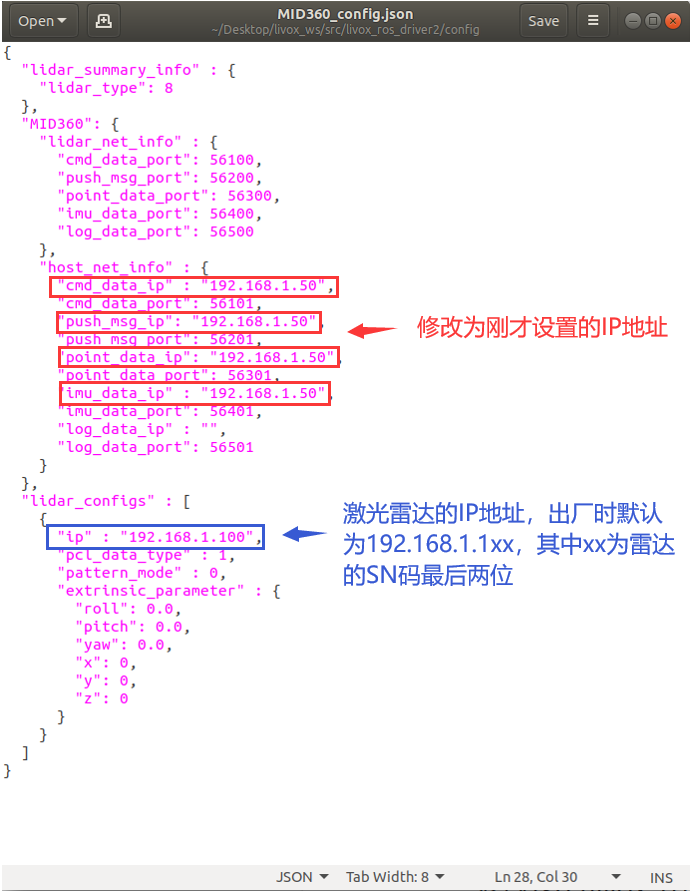 Open
MID360_config.json
~/Desktop/livox_ws/src/livox_ros_driver2/config
Save
{
"lidar_summary_info" : {
"lidar_type": 8
},
"MID360": {
"lidar_net_info" : {
"cmd_data_port": 56100,
"push_msg_port": 56200,
"point_data_port": 56300,
"imu_data_port": 56400,
"log_data_port": 56500
},
"host_net_info" : {
"cmd_data_ip" : "192.168.1.50",
"cmd_data_port": 56101,
"push_msg_ip": "192.168.1.50",
"push_msg_port": 56201,
"point_data_ip": "192.168.1.50",
"point_data_port": 56301,
"imu_data_ip" : "192.168.1.50",
"imu_data_port": 56401,
"log_data_ip" : "",
"log_data_port": 56501
}
},
"lidar_configs" : [
{
"ip" : "192.168.1.100",
"pcl_data_type" : 1,
"pattern_mode" : 0,
"extrinsic_parameter" : {
"roll": 0.0,
"pitch": 0.0,
"yaw": 0.0,
"x": 0,
"y": 0,
"z": 0
}
}
]
}
修改为刚才设置的IP地址
激光雷达的IP地址，出厂时默认
为192.168.1.1xx，其中xx为雷达
的SN码最后两位
JSON
Tab Width: 8
Ln 28, Col 30
INS